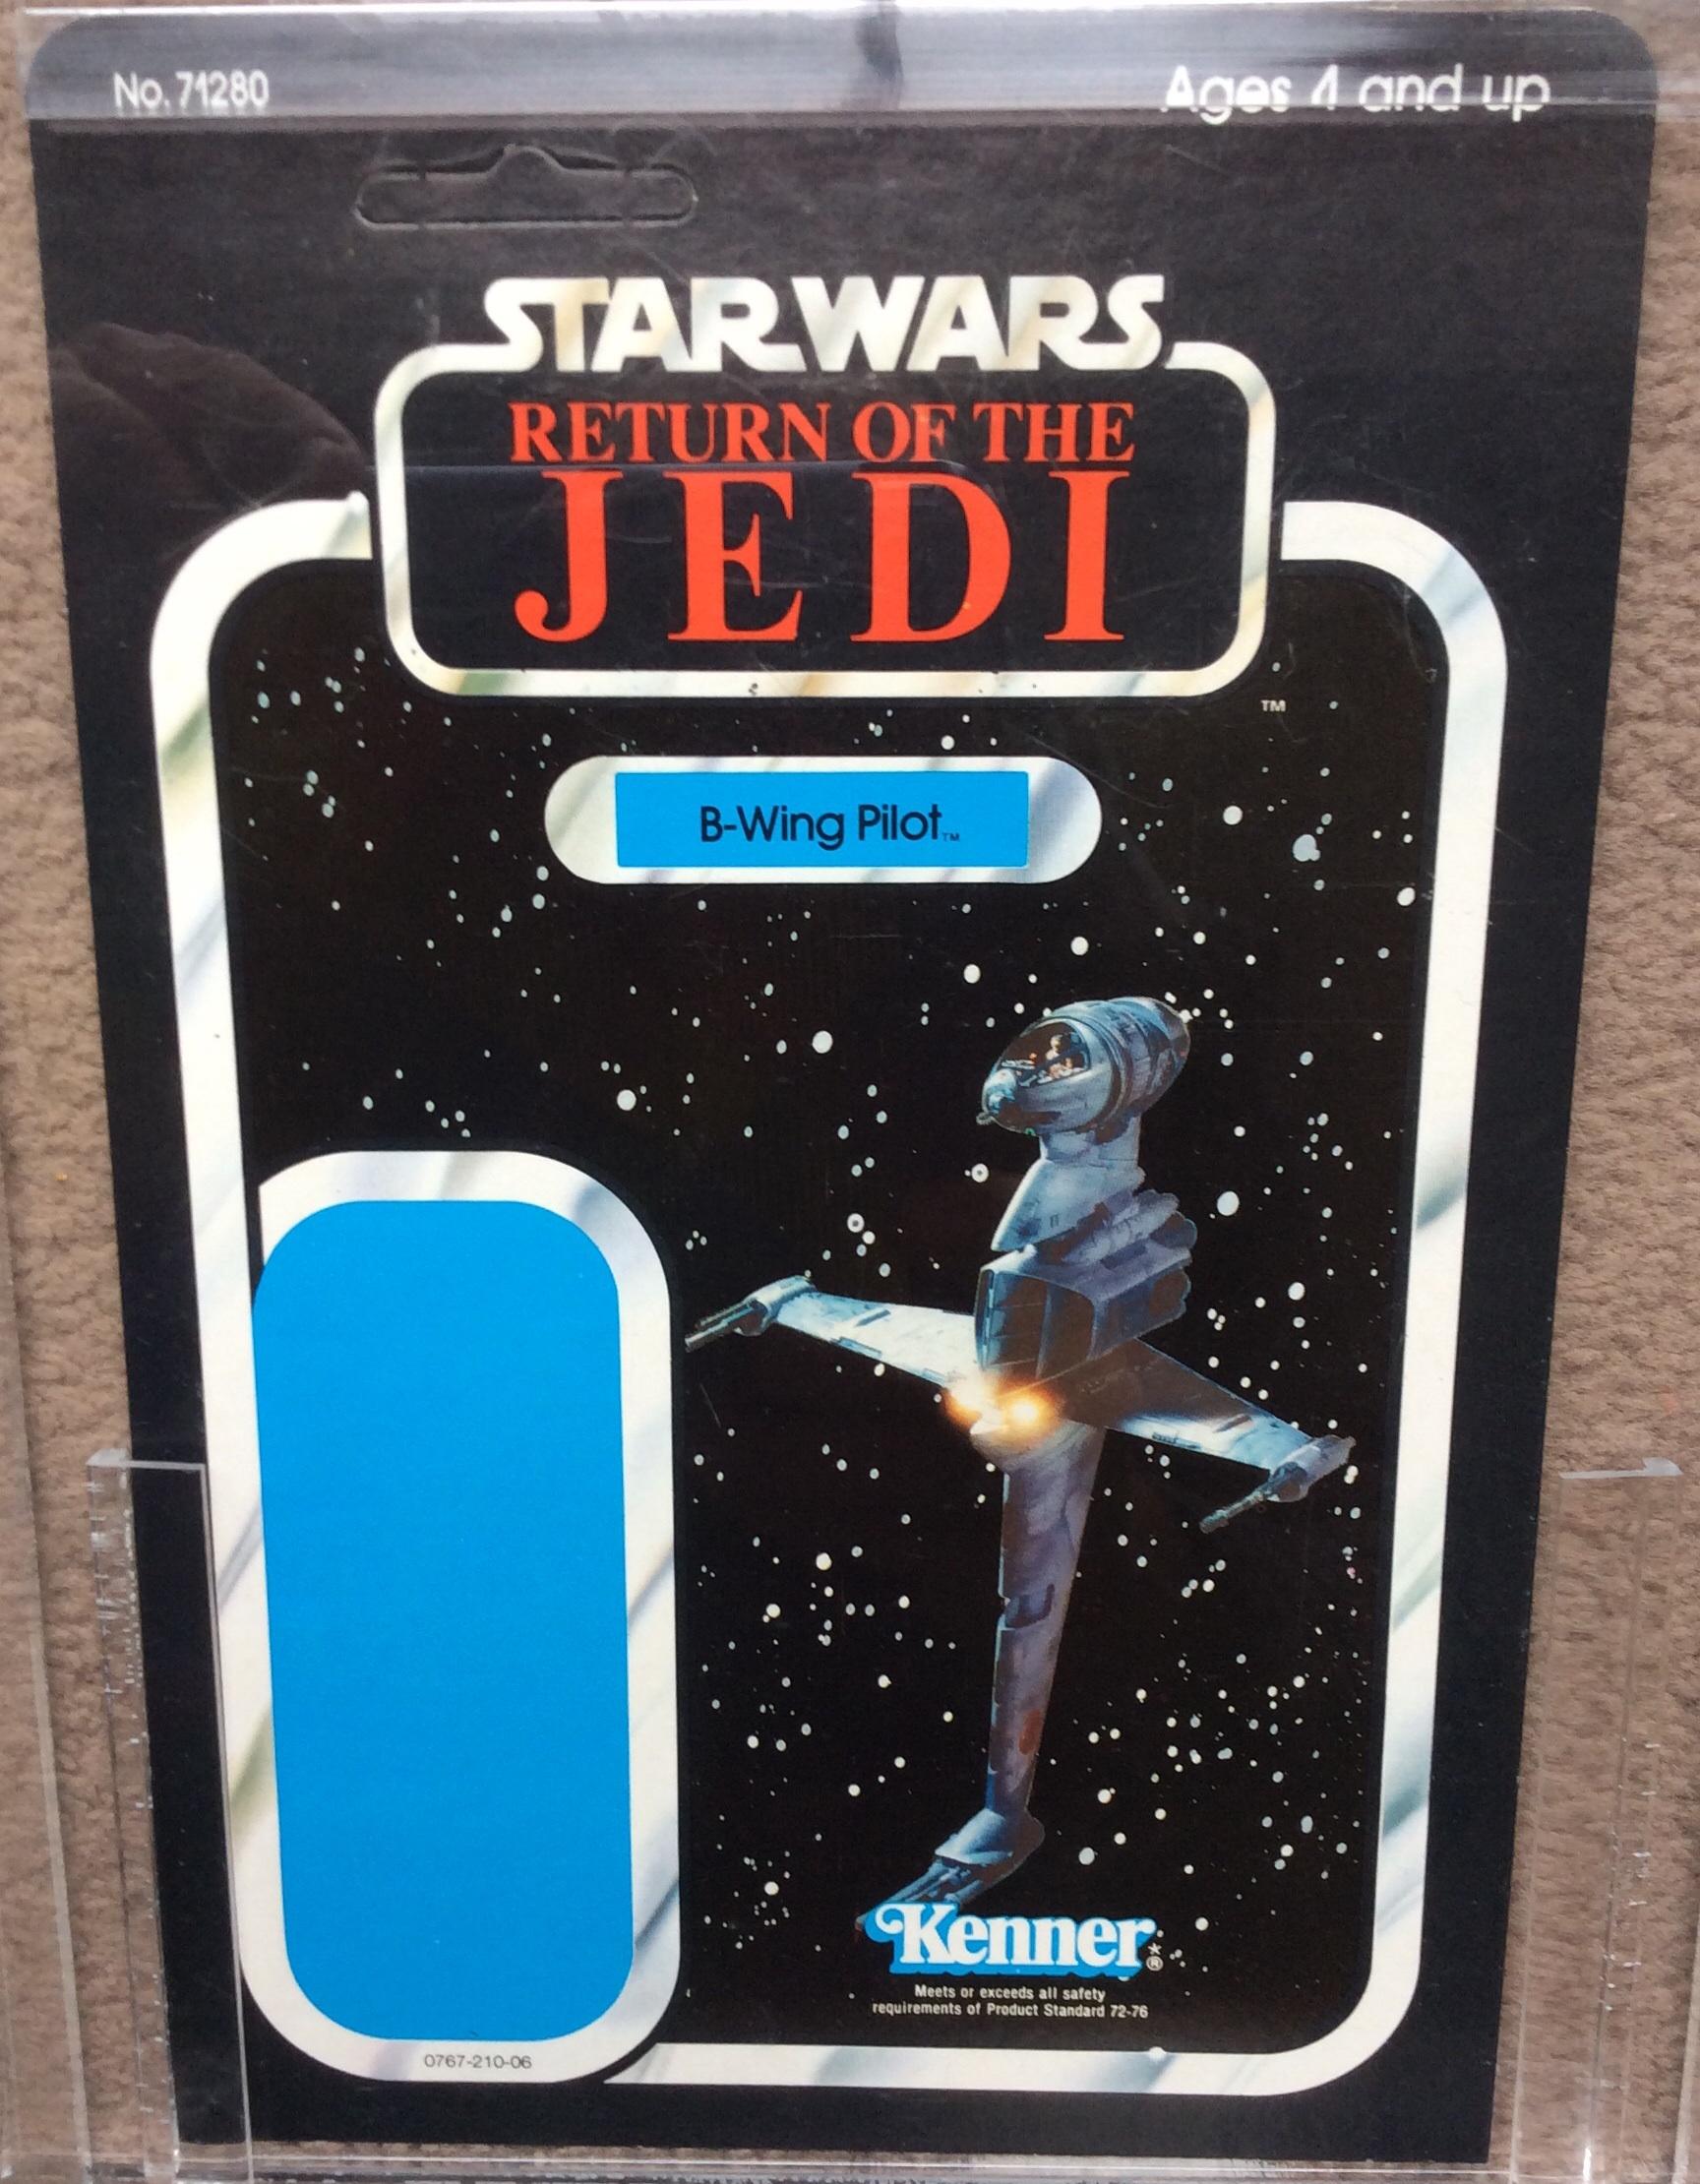 No. 71280
Ages 4 and up
STAR WARS
RETURN OF THE
JEDI
TM
B-Wing Pilot™
Kenner®
Meets or exceeds all safety
requirements of Product Standard 72-76
0767-210-06